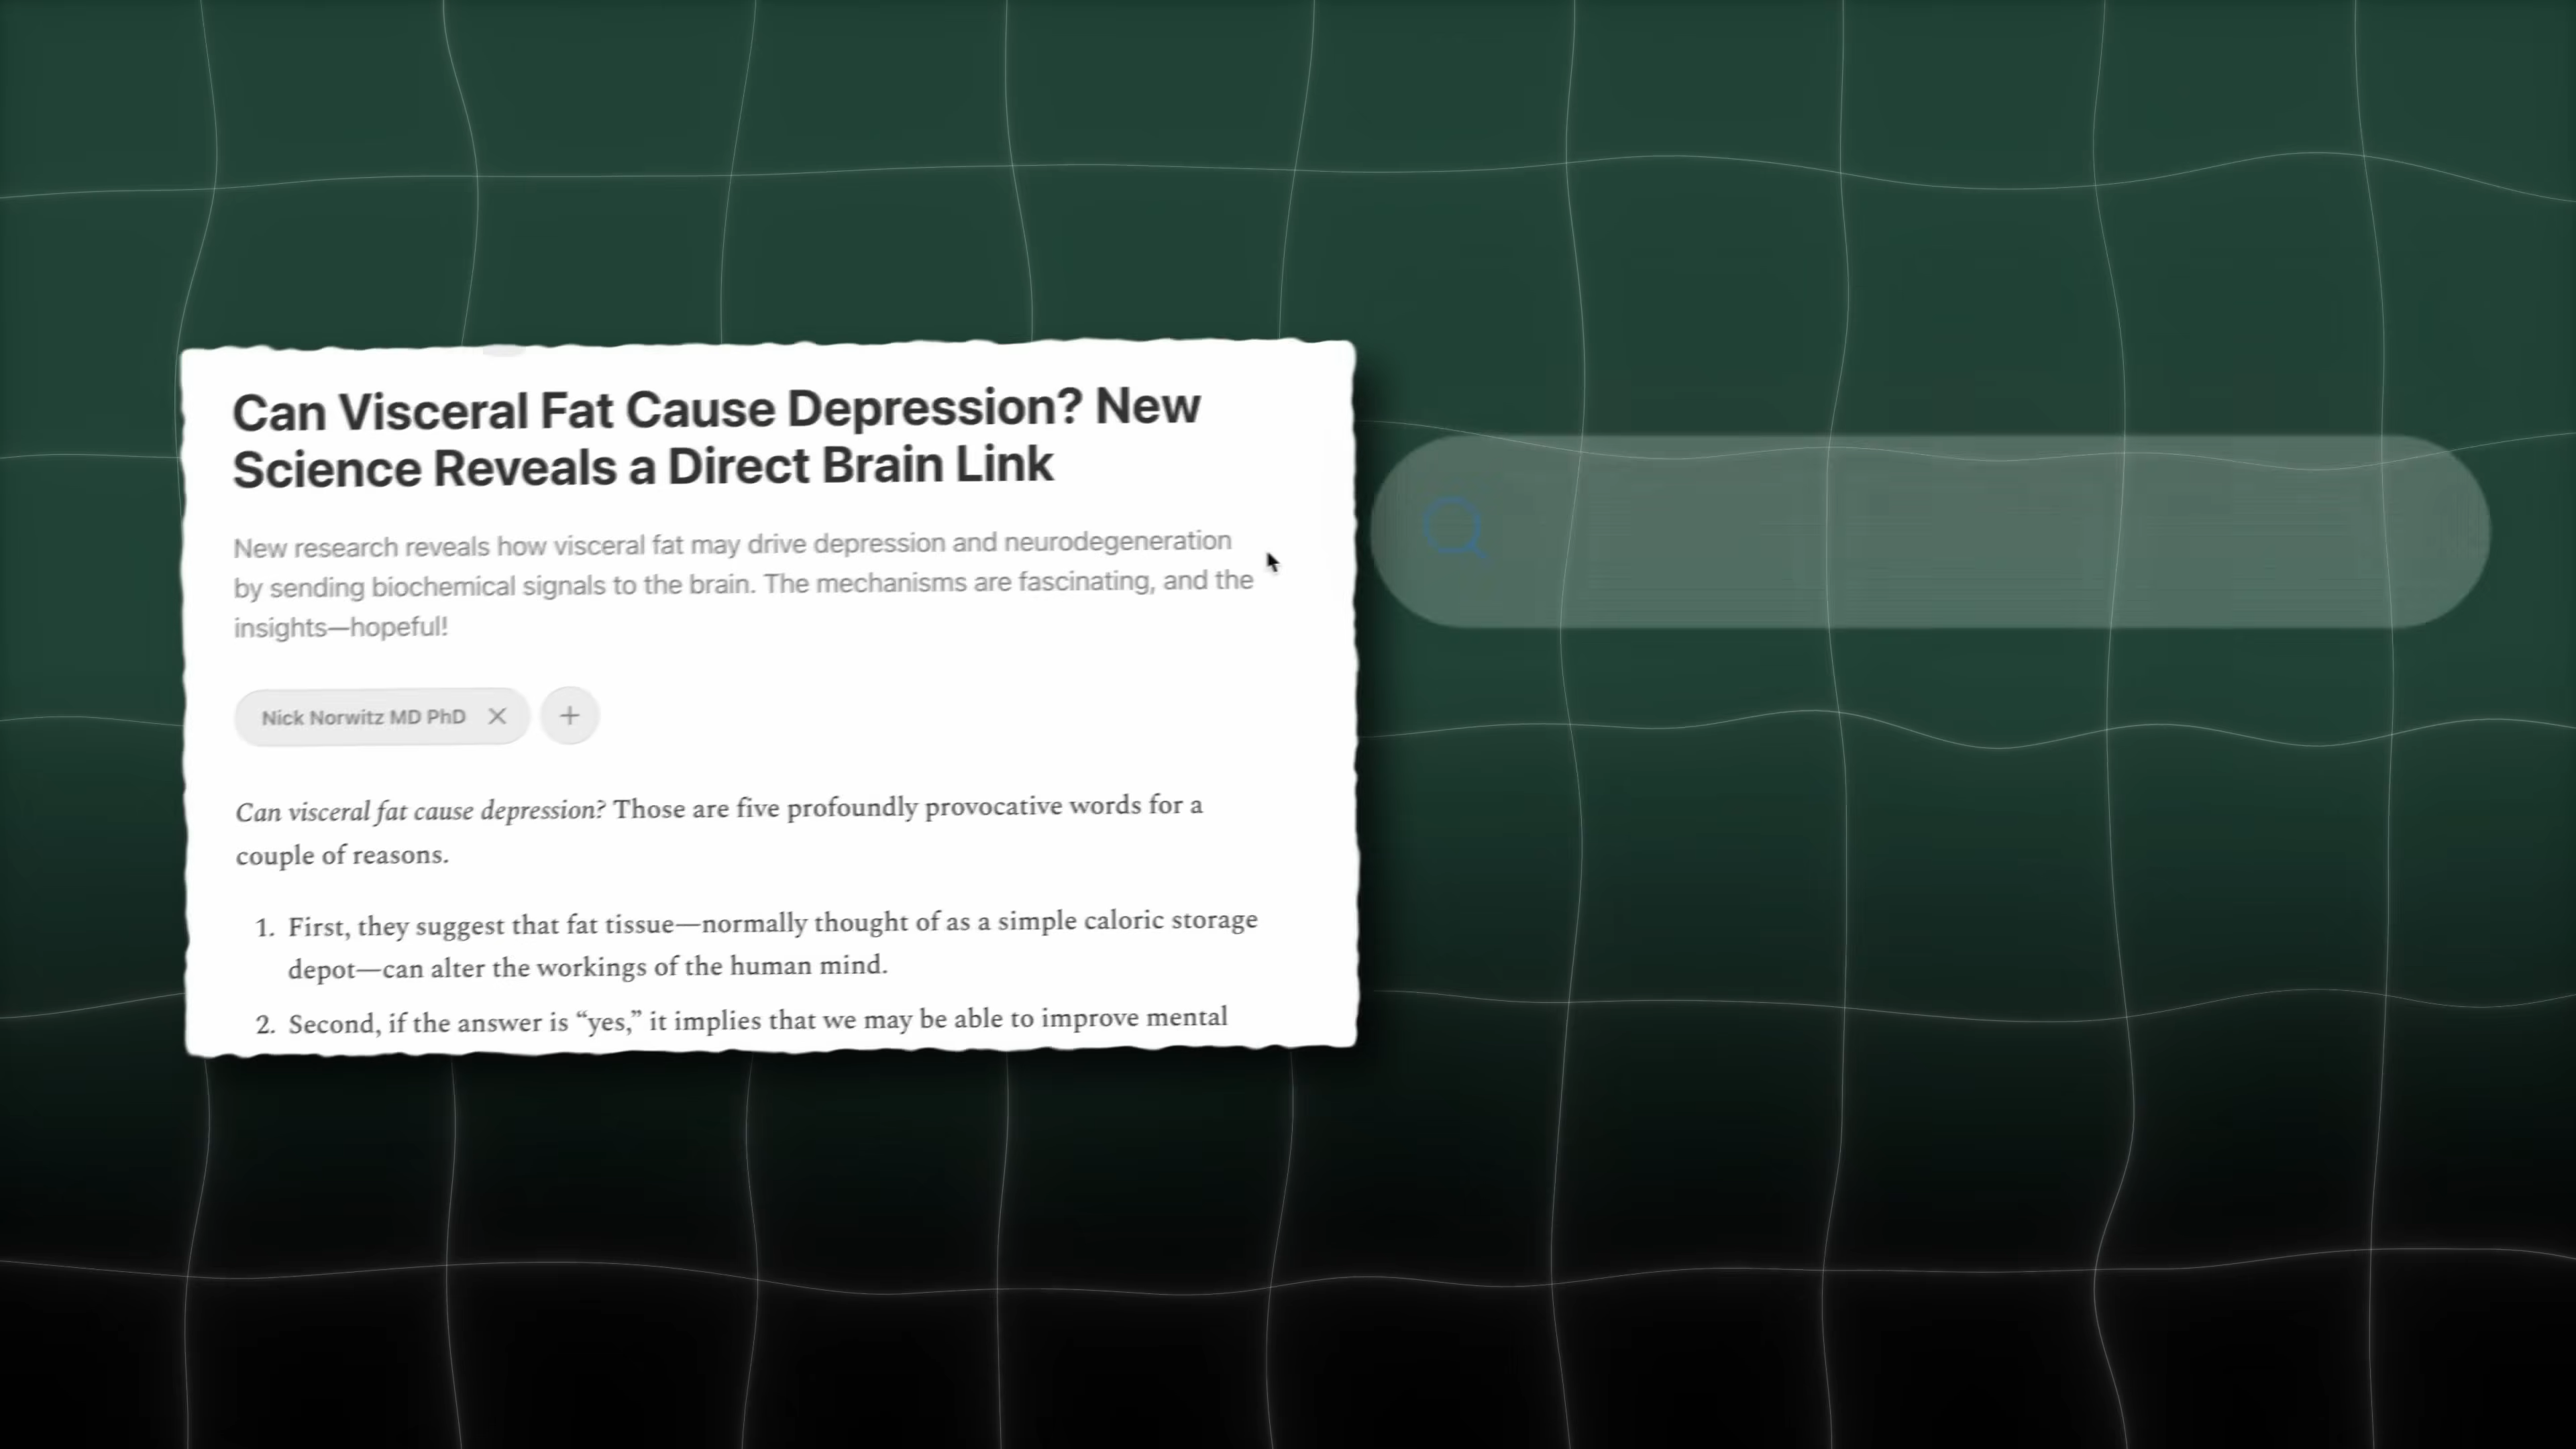 Can Visceral Fat Cause Depression? New
Science Reveals a Direct Brain Link
New research reveals how visceral fat may drive depression and neurodegeneration
by sending biochemical signals to the brain. The mechanisms are fascinating, and the
insights—hopeful!
Nick Norwitz MD PhD
Can visceral fat cause depression? Those are five profoundly provocative words for a
couple of reasons.
1. First, they suggest that fat tissue—normally thought of as a simple caloric storage
depot—can alter the workings of the human mind.
2. Second, if the answer is “yes,” it implies that we may be able to improve mental